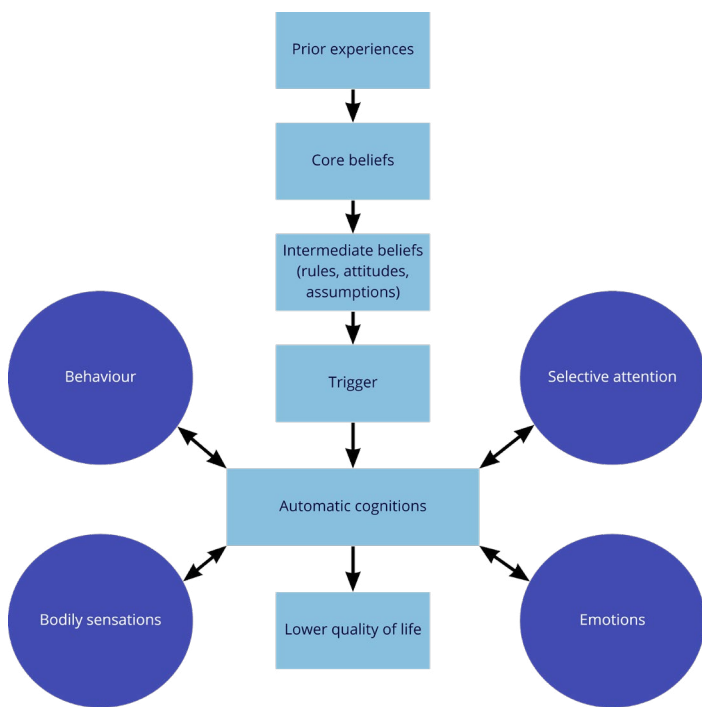 Prior experiences
Core beliefs
Intermediate beliefs
(rules, attitudes,
assumptions)
Behaviour
Trigger
Selective attention
Automatic cognitions
Bodily sensations
Lower quality of life
Emotions